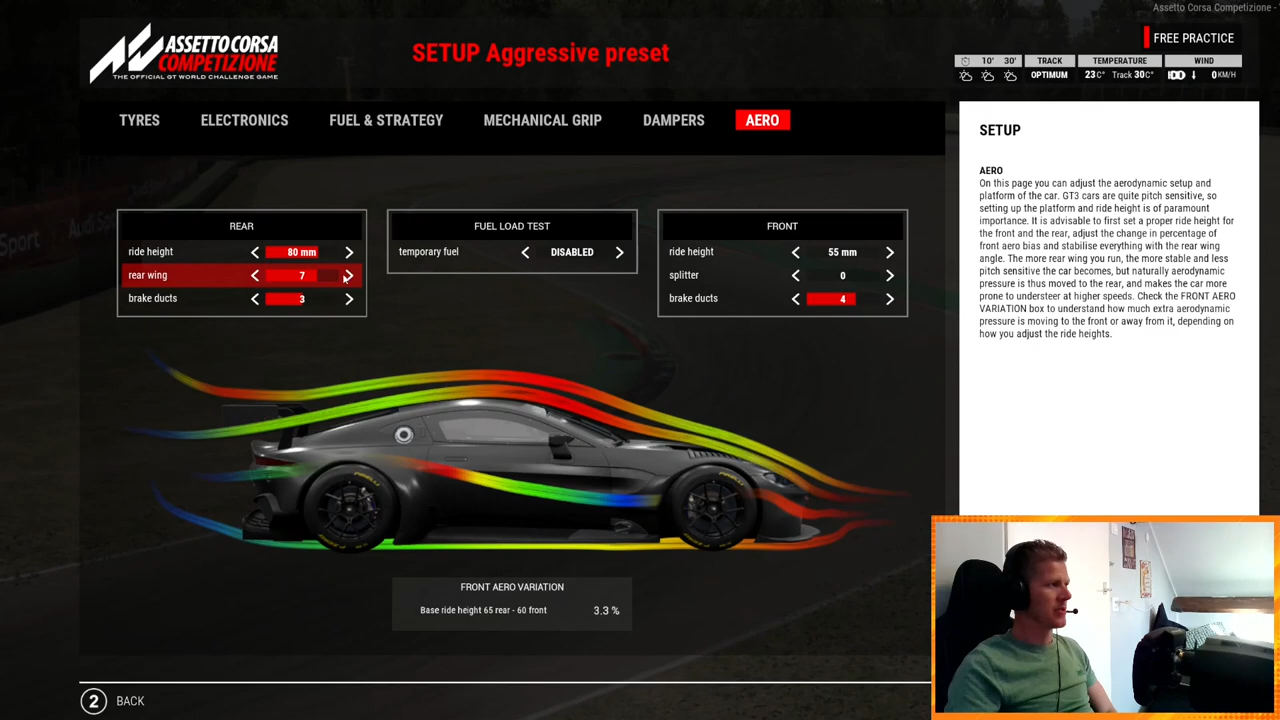 Assetto Corsa Competizione -
ASSETTO CORSA
COMPETIZIONE
THE OFFICIAL GT WORLD CHALLENGE GAME
SETUP Aggressive preset
FREE PRACTICE
10' 30' TRACK TEMPERATURE WIND
OPTIMUM 23C° Track 30C° 0KM/H
TYRES ELECTRONICS FUEL & STRATEGY MECHANICAL GRIP DAMPERS AERO
REAR
ride height 80 mm
rear wing 7
brake ducts 3
FUEL LOAD TEST
temporary fuel DISABLED
FRONT
ride height 55 mm
splitter 0
brake ducts 4
SETUP
AERO
On this page you can adjust the aerodynamic setup and
platform of the car. GT3 cars are quite pitch sensitive, so
setting up the platform and ride height is of paramount
importance. It is advisable to first set a proper ride height for
the front and the rear, adjust the change in percentage of
front aero bias and stabilise everything with the rear wing
angle. The more rear wing you run, the more stable and less
pitch sensitive the car becomes, but naturally aerodynamic
pressure is thus moved to the rear, and makes the car more
prone to understeer at higher speeds. Check the FRONT AERO
VARIATION box to understand how much extra aerodynamic
pressure is moving to the front or away from it, depending on
how you adjust the ride heights.
FRONT AERO VARIATION
Base ride height 65 rear - 60 front 3.3 %
2 BACK